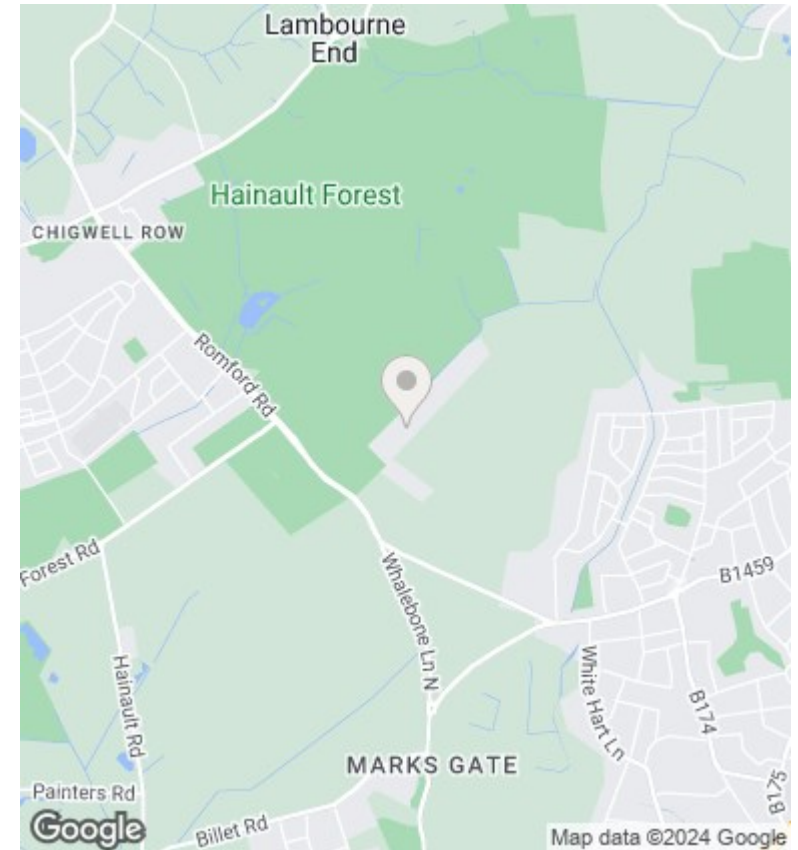 Lambourne
End
Hainault Forest
CHIGWELL ROW
Romford Rd
Forest Rd
B1459
Whalebone Ln N
Hainault Rd
White Hart Ln
B174
MARKS GATE
B175
Painters Rd
Billet Rd
Google
Map data ©2024 Google